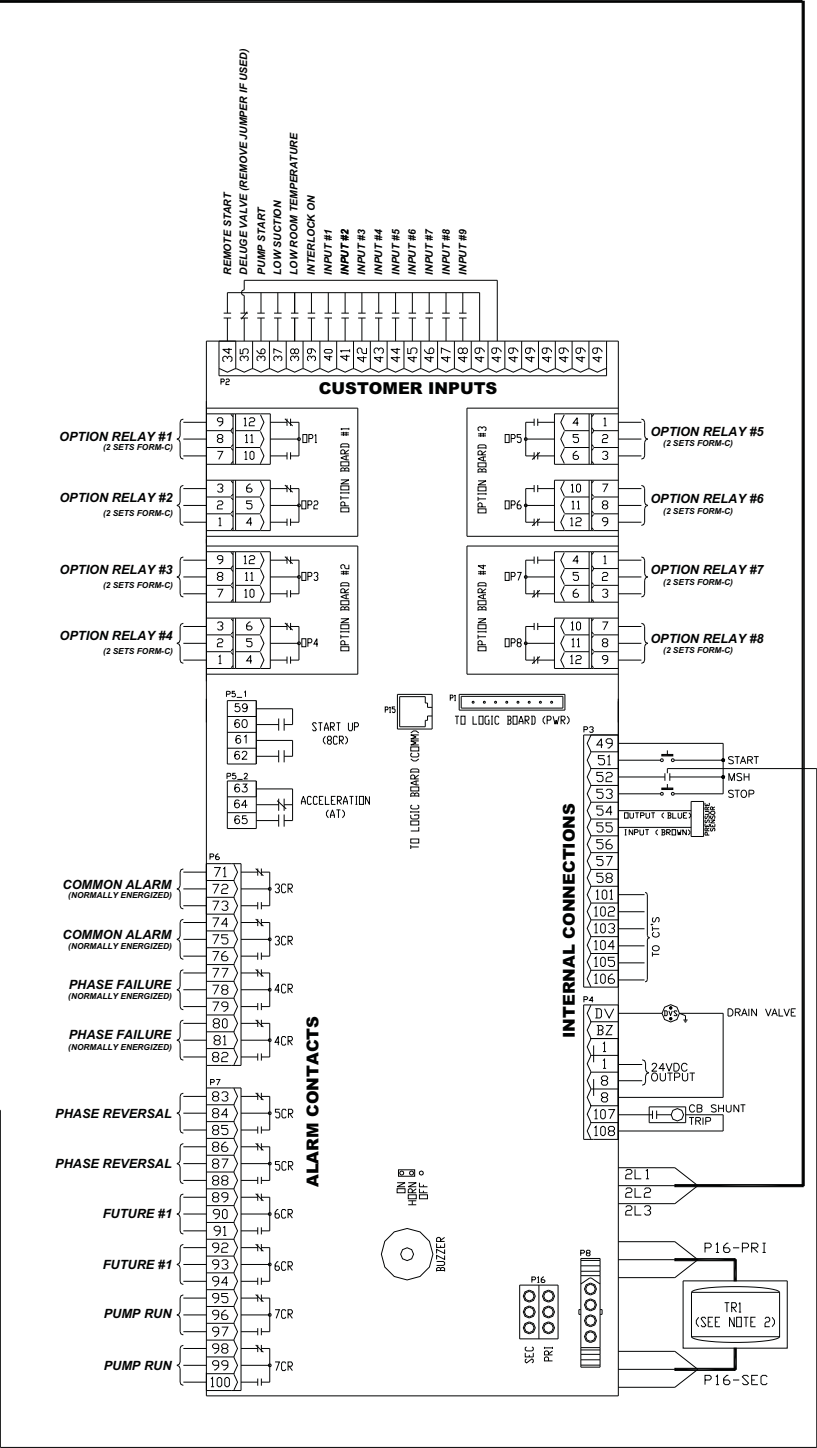 REMOTE START
DELUGE VALVE (REMOVE JUMPER IF USED)
PUMP START
LOW SUCTION
LOW ROOM TEMPERATURE
INTERLOCK ON
INPUT #1
INPUT #2
INPUT #3
INPUT #4
INPUT #5
INPUT #6
INPUT #7
INPUT #8
INPUT #9
34
35
36
37
38
39
40
41
42
43
44
45
46
47
48
49
49
49
49
49
49
49
P2
CUSTOMER INPUTS
OPTION RELAY #1
(2 SETS FORM-C)
9 12
8 11
7 10
OP1
OPTION BOARD #1
OPTION RELAY #2
(2 SETS FORM-C)
3 6
2 5
1 4
OP2
OPTION RELAY #3
(2 SETS FORM-C)
9 12
8 11
7 10
OP3
OPTION BOARD #2
OPTION RELAY #4
(2 SETS FORM-C)
3 6
2 5
1 4
OP4
OPTION BOARD #3
OP5
4 1
5 2
6 3
OPTION RELAY #5
(2 SETS FORM-C)
OP6
10 7
11 8
12 9
OPTION RELAY #6
(2 SETS FORM-C)
OPTION BOARD #4
OP7
4 1
5 2
6 3
OPTION RELAY #7
(2 SETS FORM-C)
OP8
10 7
11 8
12 9
OPTION RELAY #8
(2 SETS FORM-C)
P5_1
59
60
61
62
START UP
(8CR)
P5_2
63
64
65
ACCELERATION
(AT)
P15
TO LOGIC BOARD (COMM)
P1
TO LOGIC BOARD (PWR)
P3
49
51
52
53
54
55
56
57
58
101
102
103
104
105
106
START
MSH
STOP
OUTPUT (BLUE)
INPUT (BROWN)
PRESSURE
SENSOR
TO CT'S
INTERNAL CONNECTIONS
P4
DV
BZ
1
1
8
8
107
108
DVS
DRAIN VALVE
24VDC
OUTPUT
CB SHUNT
TRIP
P6
COMMON ALARM
(NORMALLY ENERGIZED)
71
72
73
3CR
COMMON ALARM
(NORMALLY ENERGIZED)
74
75
76
3CR
PHASE FAILURE
(NORMALLY ENERGIZED)
77
78
79
4CR
PHASE FAILURE
(NORMALLY ENERGIZED)
80
81
82
4CR
ALARM CONTACTS
P7
PHASE REVERSAL
83
84
85
5CR
PHASE REVERSAL
86
87
88
5CR
FUTURE #1
89
90
91
6CR
FUTURE #1
92
93
94
6CR
PUMP RUN
95
96
97
7CR
PUMP RUN
98
99
100
7CR
ON
HORN
OFF
BUZZER
2L1
2L2
2L3
P16
SEC
PRI
P8
P16-PRI
TR1
(SEE NOTE 2)
P16-SEC